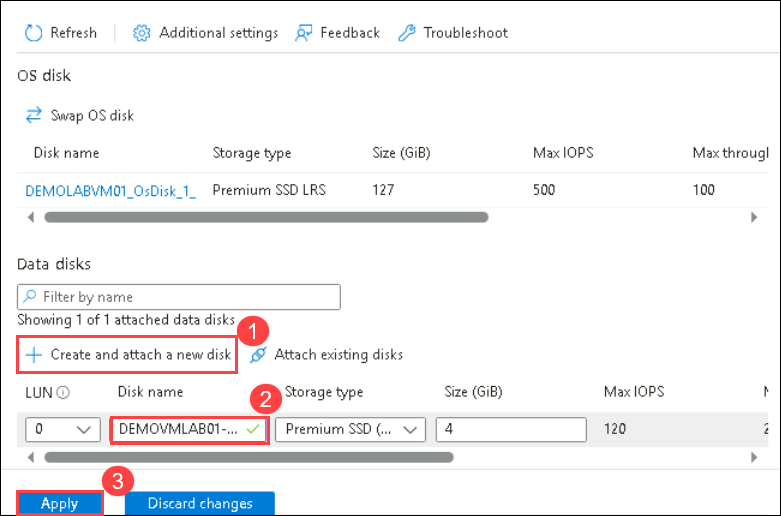 Refresh Additional settings Feedback Troubleshoot
OS disk
Swap OS disk
Disk name Storage type Size (GiB) Max IOPS Max througl
DEMOLABVM01_OsDisk_1_ Premium SSD LRS 127 500 100
Data disks
Filter by name
Showing 1 of 1 attached data disks
1
Create and attach a new disk Attach existing disks
LUN Disk name 2 Storage type Size (GiB) Max IOPS
0 DEMOVMLAB01-... Premium SSD (... 4 120 2
3
Apply Discard changes